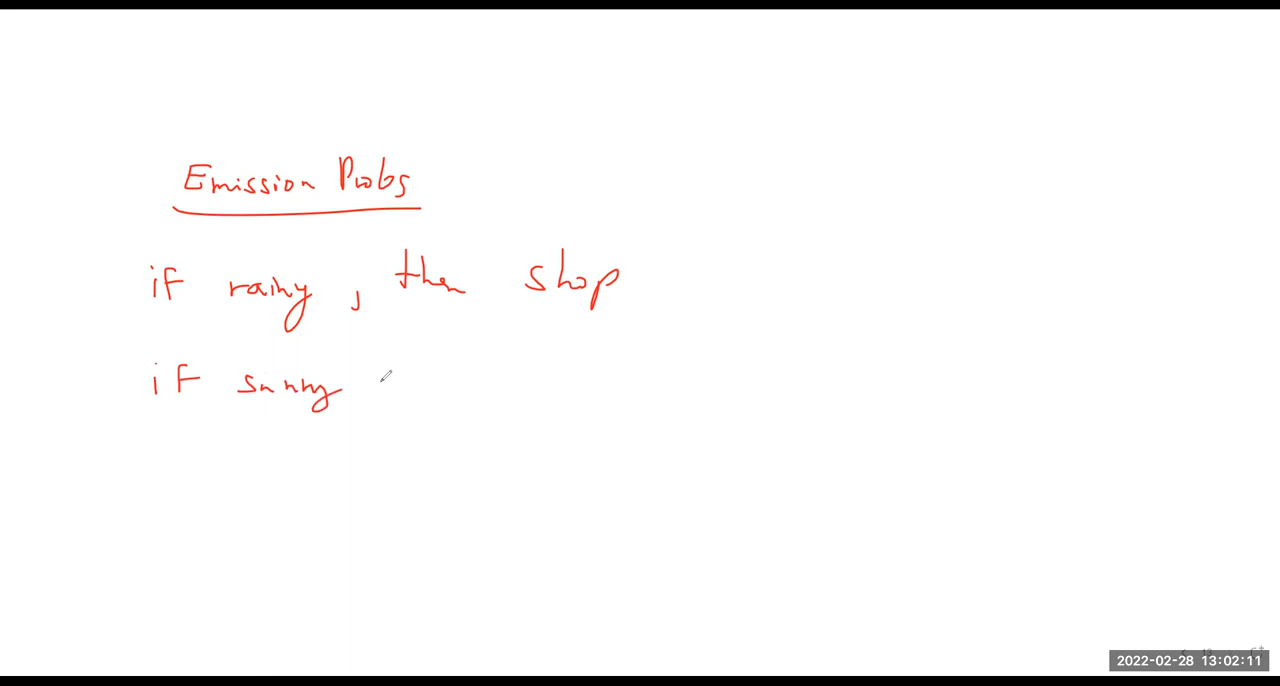 Emission Probs
if rainy, then shop
if sunny
2022-02-28 13:02:11